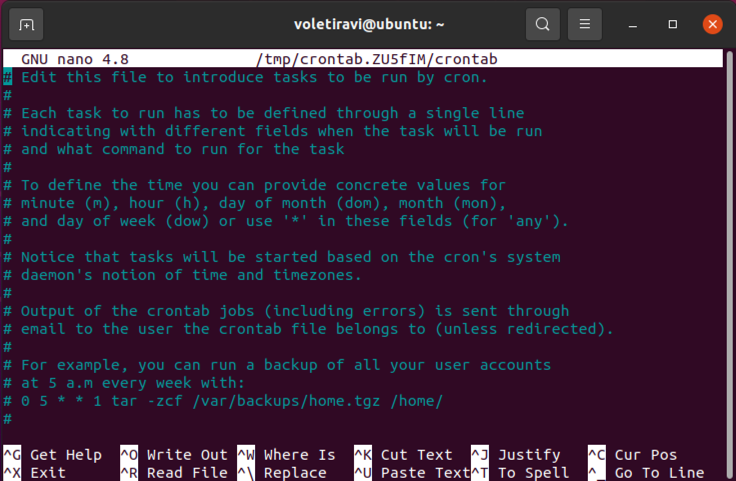 voletiravi@ubuntu: ~
GNU nano 4.8 /tmp/crontab.ZU5fIM/crontab
# Edit this file to introduce tasks to be run by cron.
#
# Each task to run has to be defined through a single line
# indicating with different fields when the task will be run
# and what command to run for the task
#
# To define the time you can provide concrete values for
# minute (m), hour (h), day of month (dom), month (mon),
# and day of week (dow) or use '*' in these fields (for 'any').
#
# Notice that tasks will be started based on the cron's system
# daemon's notion of time and timezones.
#
# Output of the crontab jobs (including errors) is sent through
# email to the user the crontab file belongs to (unless redirected).
#
# For example, you can run a backup of all your user accounts
# at 5 a.m every week with:
# 0 5 * * 1 tar -zcf /var/backups/home.tgz /home/
#
^G Get Help ^O Write Out ^W Where Is ^K Cut Text ^J Justify ^C Cur Pos
^X Exit ^R Read File ^\ Replace ^U Paste Text ^T To Spell ^_ Go To Line